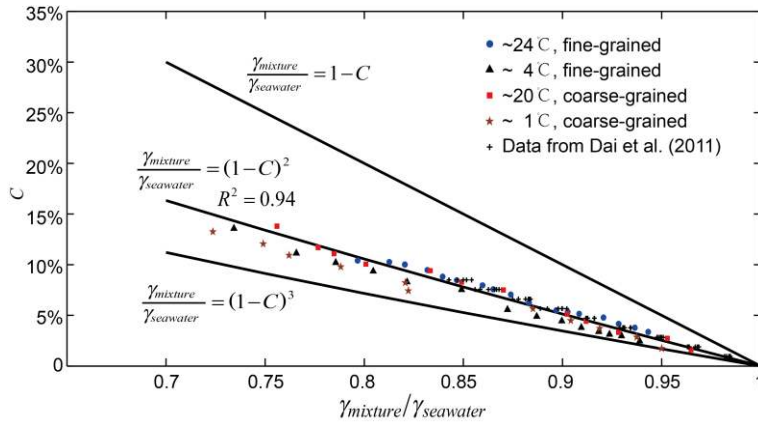 35%
30%
25%
20%
15%
10%
5%
0
C
γmixture/γseawater = 1−C
γmixture/γseawater = (1−C)²
R² = 0.94
γmixture/γseawater = (1−C)³
~24℃, fine-grained
~ 4℃, fine-grained
~20℃, coarse-grained
~ 1℃, coarse-grained
Data from Dai et al. (2011)
0.7 0.75 0.8 0.85 0.9 0.95 1
γmixture/γseawater